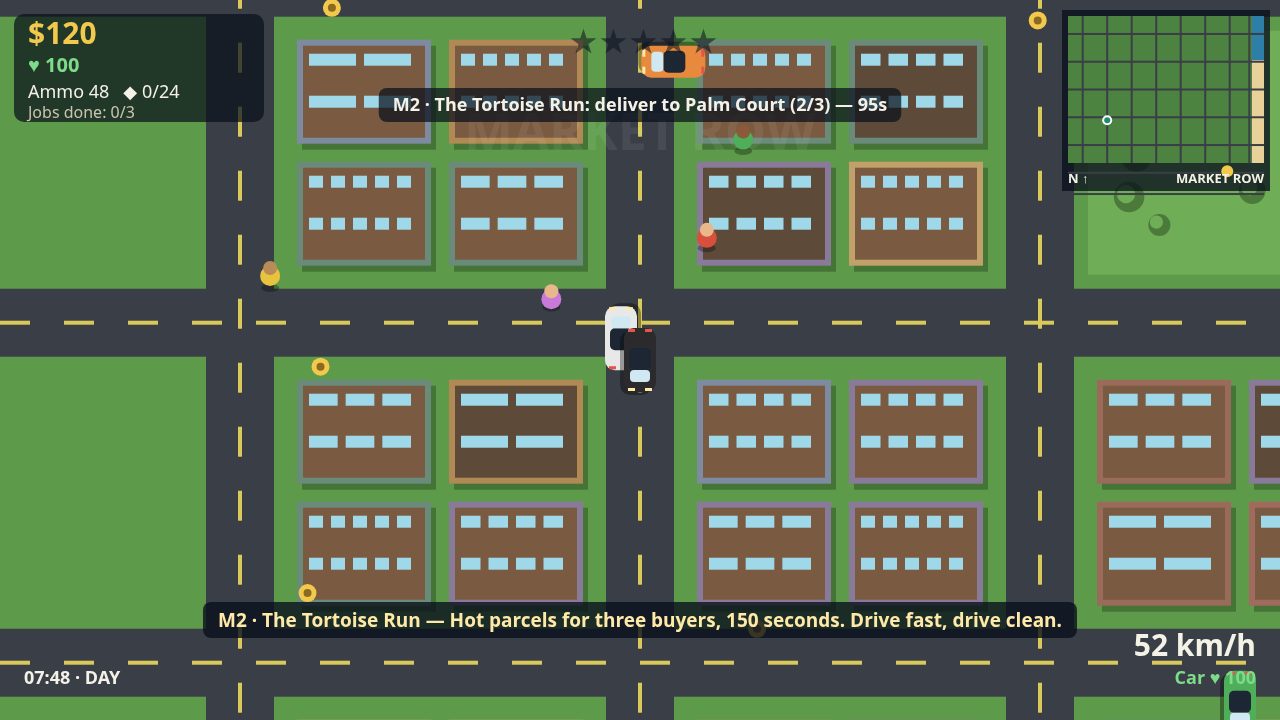 $120
♥ 100
Ammo 48 ◆ 0/24
Jobs done: 0/3
★★★★★
M2 · The Tortoise Run: deliver to Palm Court (2/3) — 95s
MARKET ROW
N ↑ MARKET ROW
M2 · The Tortoise Run — Hot parcels for three buyers, 150 seconds. Drive fast, drive clean.
52 km/h
Car ♥ 100
07:48 · DAY